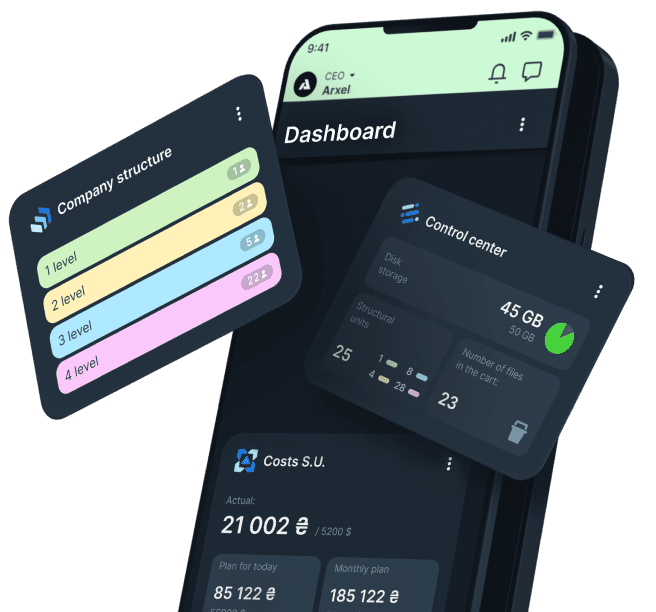 9:41
CEO
Arxel
Dashboard
Company structure
1 level
1
2 level
2
3 level
5
4 level
22
Control center
Disk
storage
45 GB
50 GB
Structural
units
25
1
8
4
28
Number of files
in the cart:
23
Costs S.U.
Actual:
21 002 ₴
/ 5200 $
Plan for today
85 122 ₴
Monthly plan
185 122 ₴